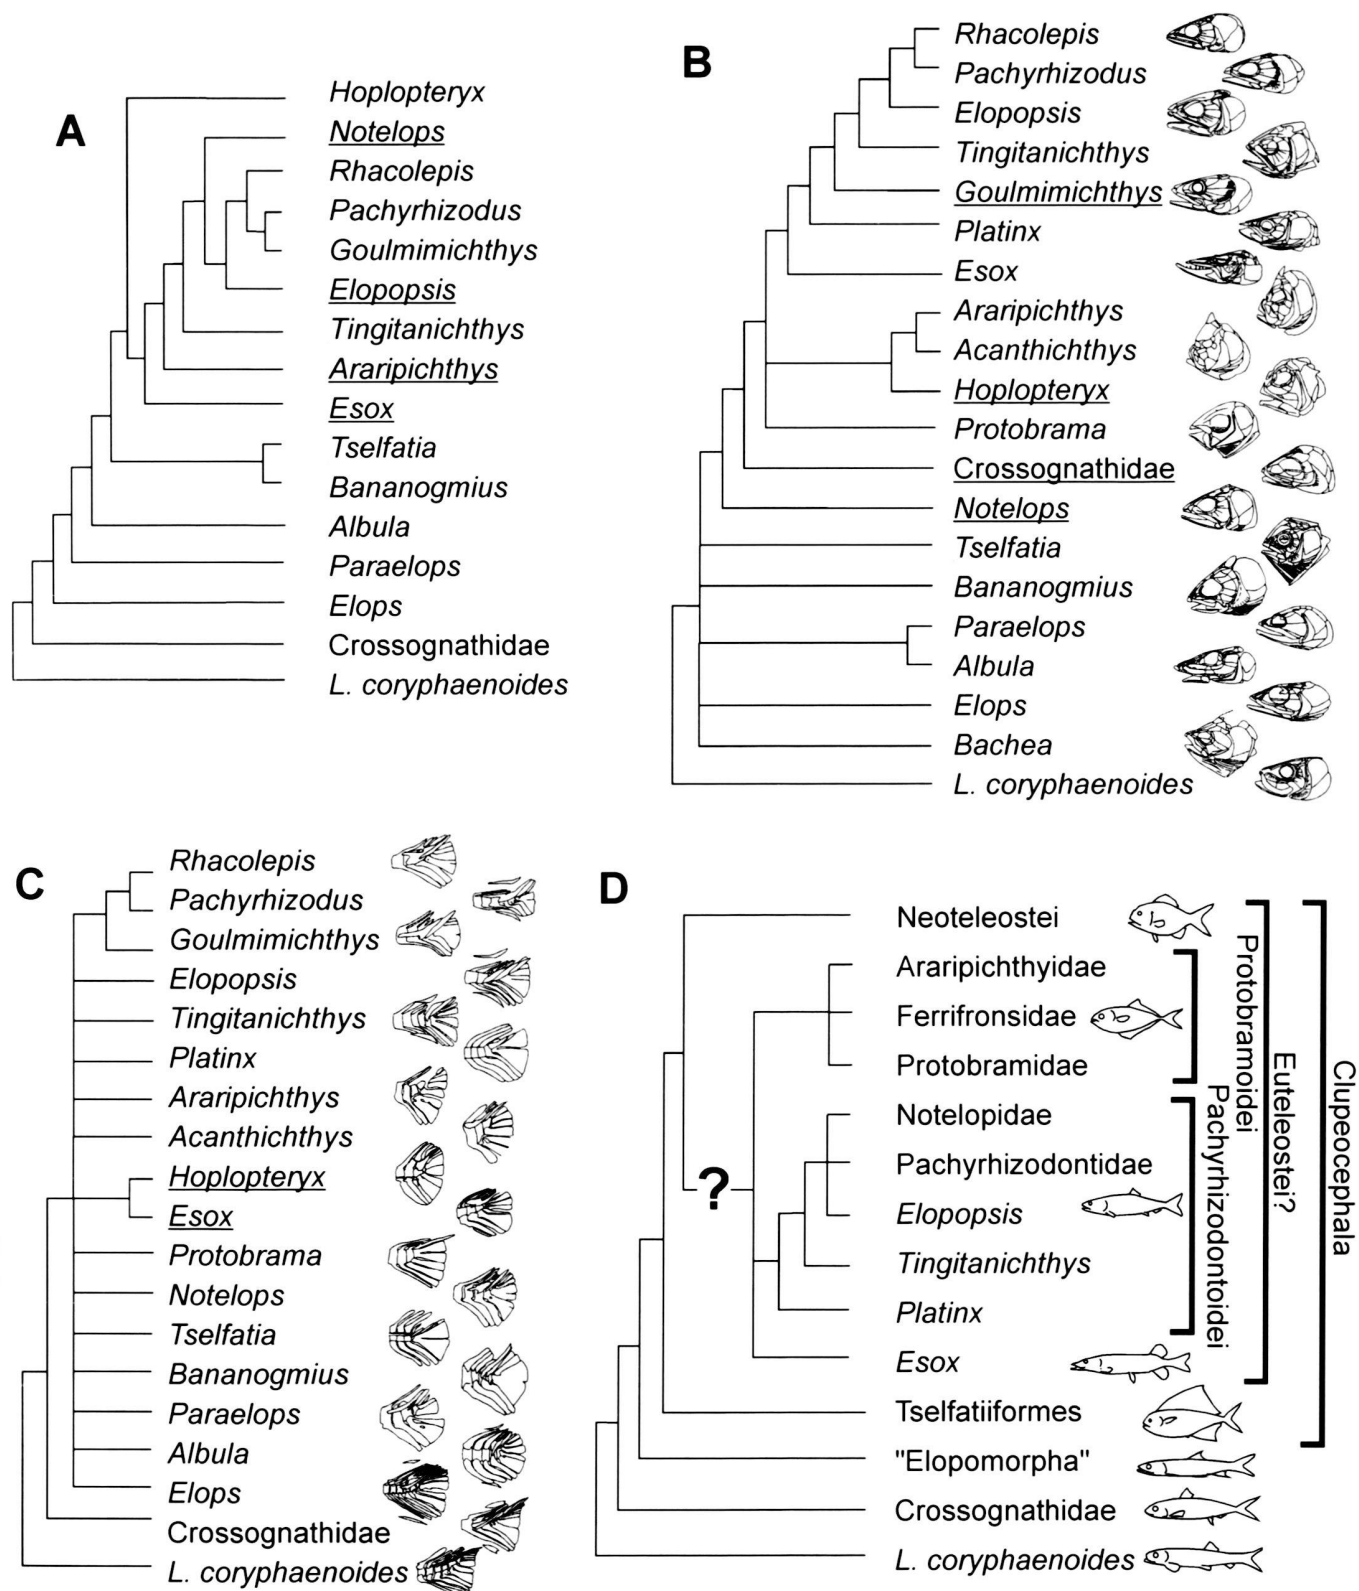 A
Hoplopteryx
Notelops
Rhacolepis
Pachyrhizodus
Goulmimichthys
Elopopsis
Tingitanichthys
Araripichthys
Esox
Tselfatia
Bananogmius
Albula
Paraelops
Elops
Crossognathidae
L. coryphaenoides
B
Rhacolepis
Pachyrhizodus
Elopopsis
Tingitanichthys
Goulmimichthys
Platinx
Esox
Araripichthys
Acanthichthys
Hoplopteryx
Protobrama
Crossognathidae
Notelops
Tselfatia
Bananogmius
Paraelops
Albula
Elops
Bachea
L. coryphaenoides
C
Rhacolepis
Pachyrhizodus
Goulmimichthys
Elopopsis
Tingitanichthys
Platinx
Araripichthys
Acanthichthys
Hoplopteryx
Esox
Protobrama
Notelops
Tselfatia
Bananogmius
Paraelops
Albula
Elops
Crossognathidae
L. coryphaenoides
D
Neoteleostei
Araripichthyidae
Ferrifronsidae
Protobramidae
Notelopidae
Pachyrhizodontidae
Elopopsis
Tingitanichthys
Platinx
Esox
Tselfatiiformes
"Elopomorpha"
Crossognathidae
L. coryphaenoides
?
Protobramoidei
Pachyrhizodontoidei
Euteleostei?
Clupeocephala